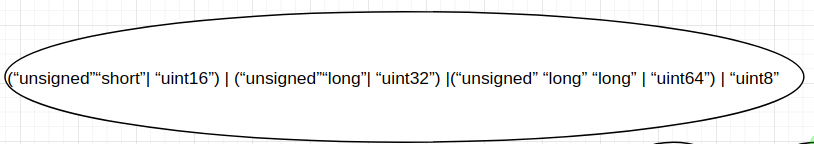 (“unsigned”“short”| “uint16”) | (“unsigned”“long”| “uint32”) |(“unsigned” “long” “long” | “uint64”) | “uint8”